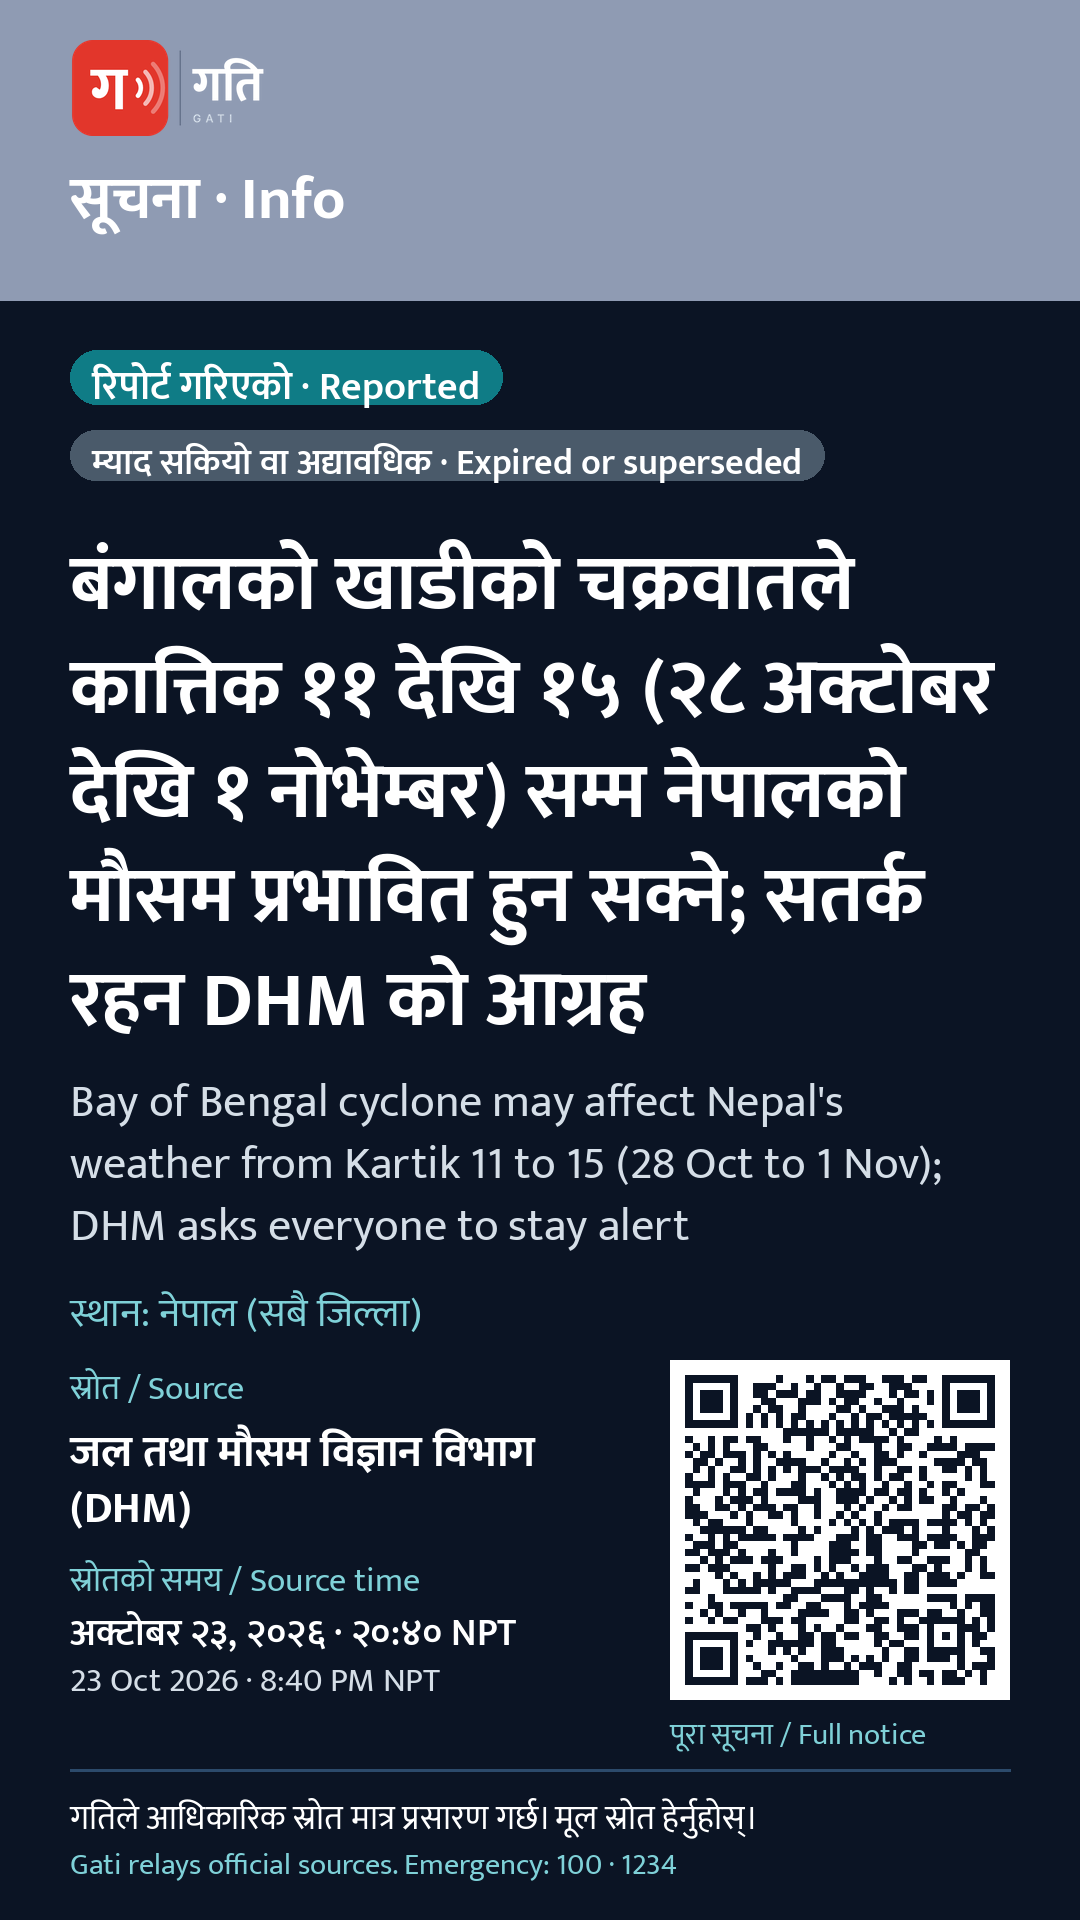 ग
गति
GATI
सूचना · Info
रिपोर्ट गरिएको · Reported
म्याद सकियो वा अद्यावधिक · Expired or superseded
बंगालको खाडीको चक्रवातले
कात्तिक ११ देखि १५ (२८ अक्टोबर
देखि १ नोभेम्बर) सम्म नेपालको
मौसम प्रभावित हुन सक्ने; सतर्क
रहन DHM को आग्रह
Bay of Bengal cyclone may affect Nepal's
weather from Kartik 11 to 15 (28 Oct to 1 Nov);
DHM asks everyone to stay alert
स्थान: नेपाल (सबै जिल्ला)
स्रोत / Source
जल तथा मौसम विज्ञान विभाग
(DHM)
स्रोतको समय / Source time
अक्टोबर २३, २०२६ · २०:४० NPT
23 Oct 2026 · 8:40 PM NPT
पूरा सूचना / Full notice
गतिले आधिकारिक स्रोत मात्र प्रसारण गर्छ। मूल स्रोत हेर्नुहोस्।
Gati relays official sources. Emergency: 100 · 1234